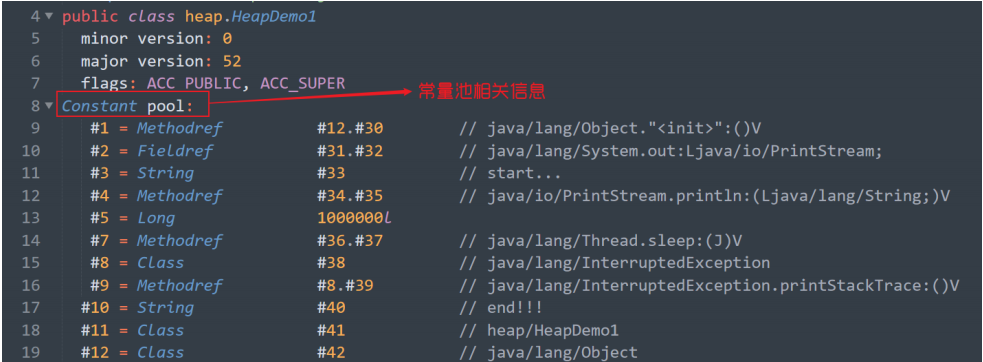 4 public class heap.HeapDemo1
5 minor version: 0
6 major version: 52
7 flags: ACC_PUBLIC, ACC_SUPER
8 Constant pool: 常量池相关信息
9 #1 = Methodref #12.#30 // java/lang/Object."<init>":()V
10 #2 = Fieldref #31.#32 // java/lang/System.out:Ljava/io/PrintStream;
11 #3 = String #33 // start...
12 #4 = Methodref #34.#35 // java/io/PrintStream.println:(Ljava/lang/String;)V
13 #5 = Long 1000000l
14 #7 = Methodref #36.#37 // java/lang/Thread.sleep:(J)V
15 #8 = Class #38 // java/lang/InterruptedException
16 #9 = Methodref #8.#39 // java/lang/InterruptedException.printStackTrace:()V
17 #10 = String #40 // end!!!
18 #11 = Class #41 // heap/HeapDemo1
19 #12 = Class #42 // java/lang/Object